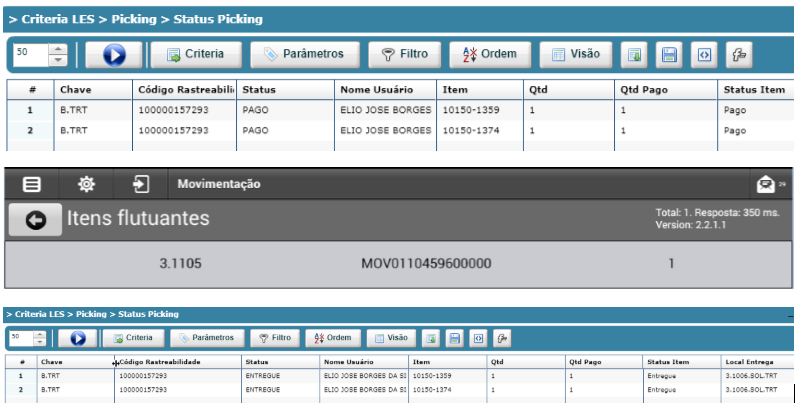 > Criteria LES > Picking > Status Picking
50 Criteria Parâmetros Filtro Ordem Visão
# Chave Código Rastreabili Status Nome Usuário Item Qtd Qtd Pago Status Item
1 B.TRT 100000157293 PAGO ELIO JOSE BORGES 10150-1359 1 1 Pago
2 B.TRT 100000157293 PAGO ELIO JOSE BORGES 10150-1374 1 1 Pago
Movimentação 29
Itens flutuantes
Total: 1. Resposta: 350 ms.
Version: 2.2.1.1
3.1105 MOV0110459600000 1
> Criteria LES > Picking > Status Picking
50 Criteria Parâmetros Filtro Ordem Visão
# Chave Código Rastreabilidade Status Nome Usuário Item Qtd Qtd Pago Status Item Local Entrega
1 B.TRT 100000157293 ENTREGUE ELIO JOSE BORGES DA SI 10150-1359 1 1 Entregue 3.1006.SOL.TRT
2 B.TRT 100000157293 ENTREGUE ELIO JOSE BORGES DA SI 10150-1374 1 1 Entregue 3.1006.SOL.TRT